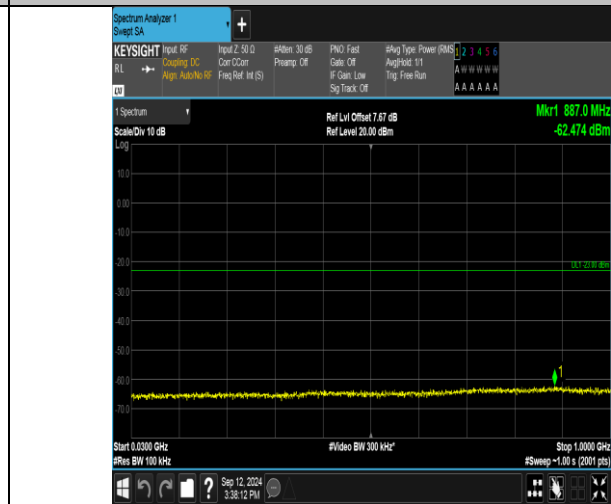 Spectrum Analyzer 1
Swept SA
+
KEYSIGHT Input: RF Input Z: 50 Ω #Atten: 30 dB PNO: Fast #Avg Type: Power (RMS 1 2 3 4 5 6
RL Coupling: DC Corr CCorr Preamp: Off Gate: Off Avg|Hold: 1/1 A W W W W W
Align: Auto/No RF Freq Ref: Int (S) IF Gain: Low Trig: Free Run
LXI Sig Track: Off A A A A A A
1 Spectrum Ref Lvl Offset 7.67 dB Mkr1 887.0 MHz
Scale/Div 10 dB Ref Level 20.00 dBm -62.474 dBm
Log
10.0
0.00
-10.0
-20.0 DL1 -23.00 dBm
-30.0
-40.0
-50.0
1
-60.0
-70.0
Start 0.0300 GHz #Video BW 300 kHz* Stop 1.0000 GHz
#Res BW 100 kHz #Sweep ~1.00 s (2001 pts)
? Sep 12, 2024
3:38:12 PM